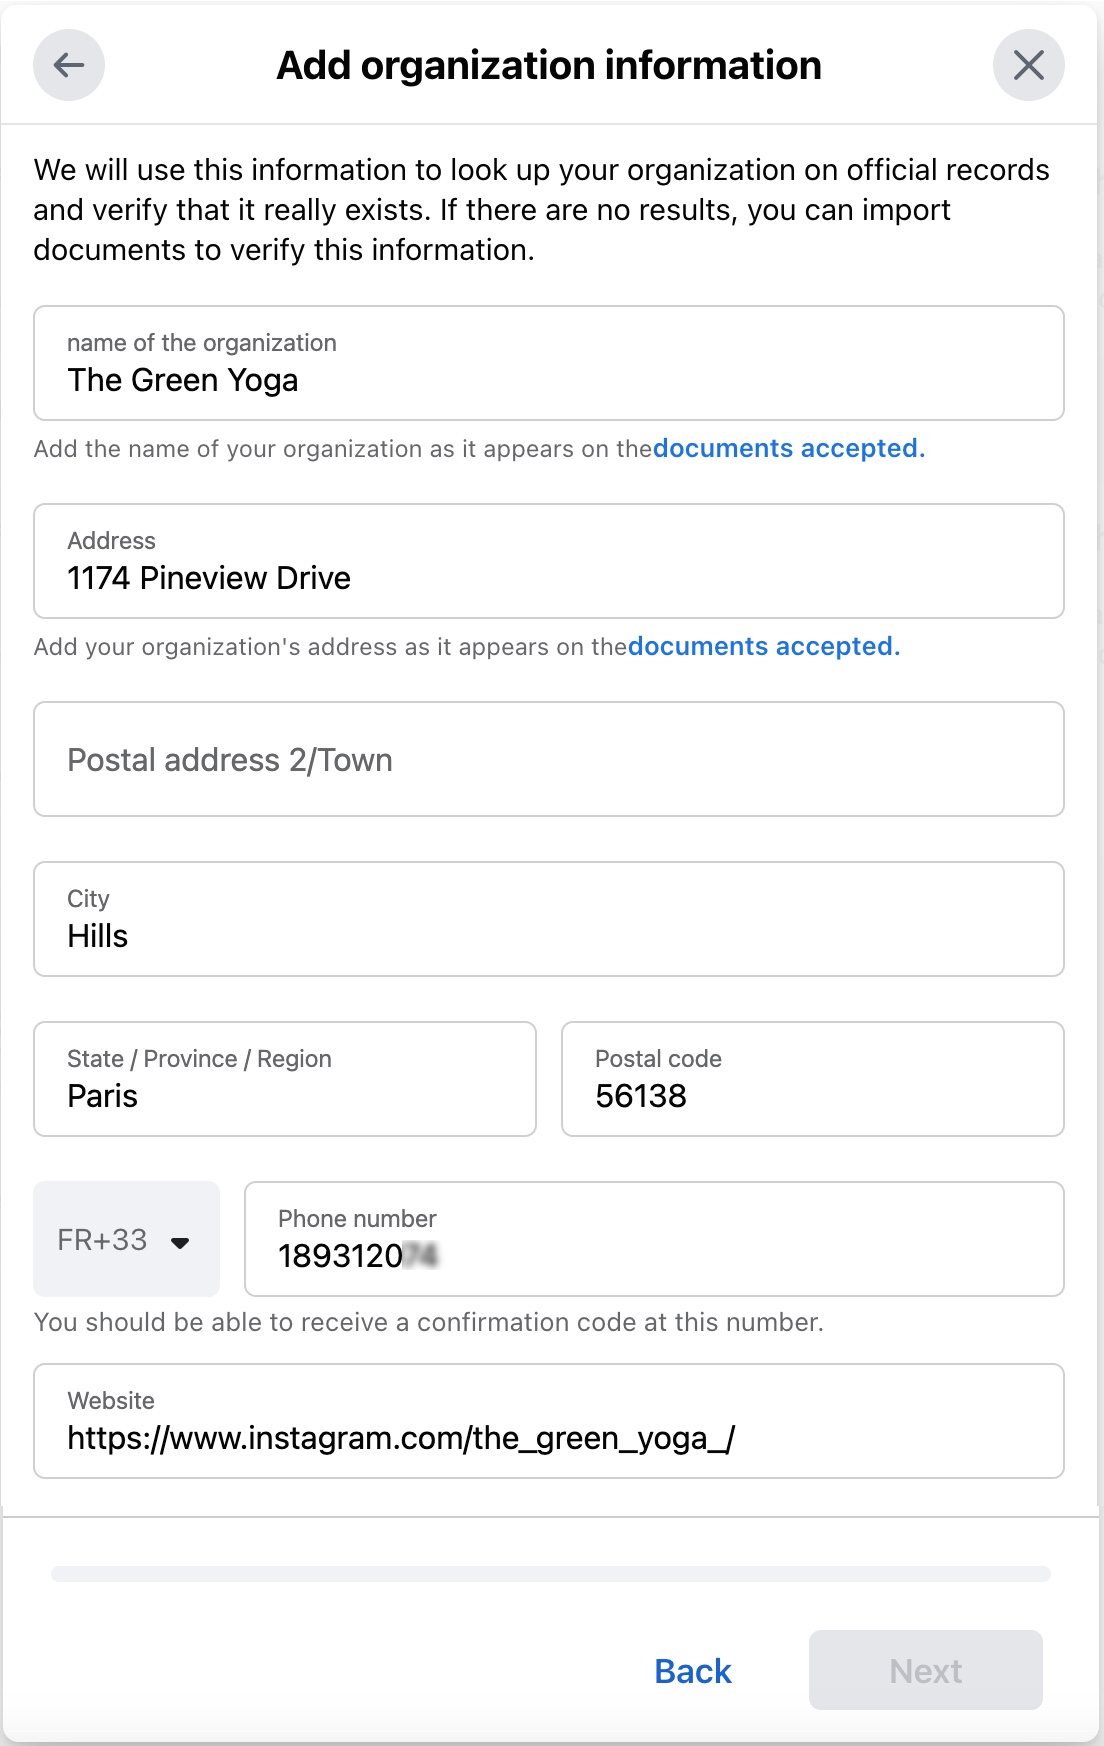 Add organization information
We will use this information to look up your organization on official records
and verify that it really exists. If there are no results, you can import
documents to verify this information.
name of the organization
The Green Yoga
Add the name of your organization as it appears on thedocuments accepted.
Address
1174 Pineview Drive
Add your organization's address as it appears on thedocuments accepted.
Postal address 2/Town
City
Hills
State / Province / Region
Paris
Postal code
56138
FR+33
Phone number
1893120
You should be able to receive a confirmation code at this number.
Website
https://www.instagram.com/the_green_yoga_/
Back
Next